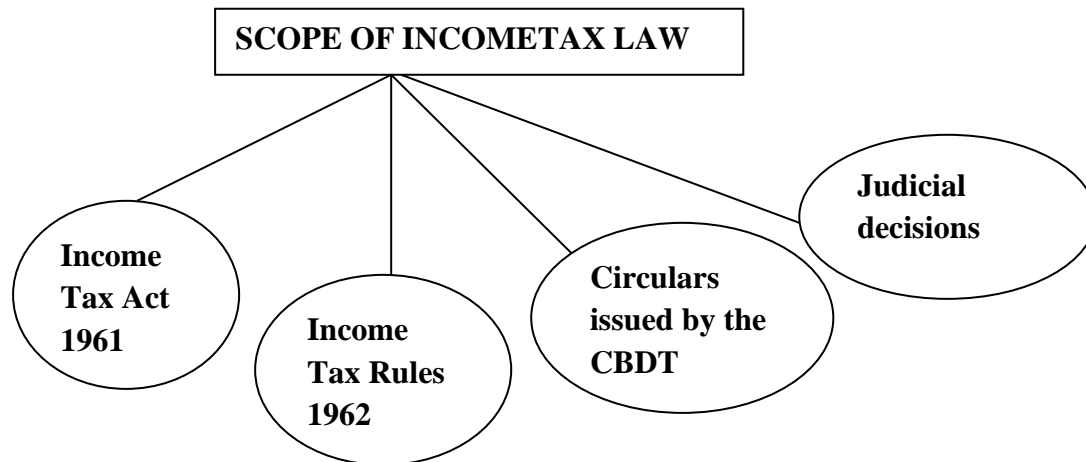 SCOPE OF INCOMETAX LAW
Income
Tax Act
1961
Income
Tax Rules
1962
Circulars
issued by the
CBDT
Judicial
decisions